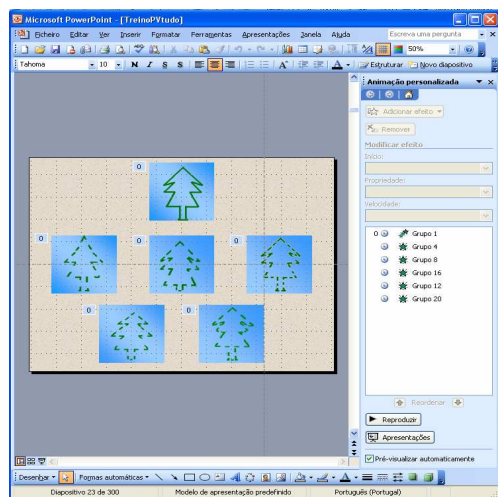 Microsoft PowerPoint - [TreinoPVtudo]
Ficheiro Editar Ver Inserir Formatar Ferramentas Apresentações Janela Ajuda Escreva uma pergunta
50%
Tahoma 10 N I S S A A Estruturar Novo diapositivo
Animação personalizada
Adicionar efeito
Remover
Modificar efeito
Início:
Propriedade:
Velocidade:
0 Grupo 1
Grupo 4
Grupo 8
Grupo 16
Grupo 12
Grupo 20
0
0 0 0
0 0
Reordenar
Reproduzir
Apresentações
Pré-visualizar automaticamente
Desenhar Formas automáticas
Diapositivo 23 de 300 Modelo de apresentação predefinido Português (Portugal)